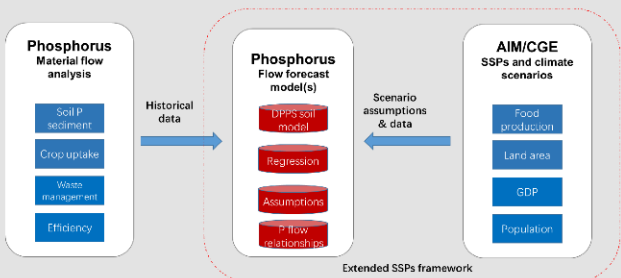 Phosphorus
Material flow
analysis
Soil P
sediment
Crop uptake
Waste
management
Efficiency
Historical
data
Phosphorus
Flow forecast
model(s)
DPPS soil
model
Regression
Assumptions
P flow
relationships
Scenario
assumptions
& data
AIM/CGE
SSPs and climate
scenarios
Food
production
Land area
GDP
Population
Extended SSPs framework